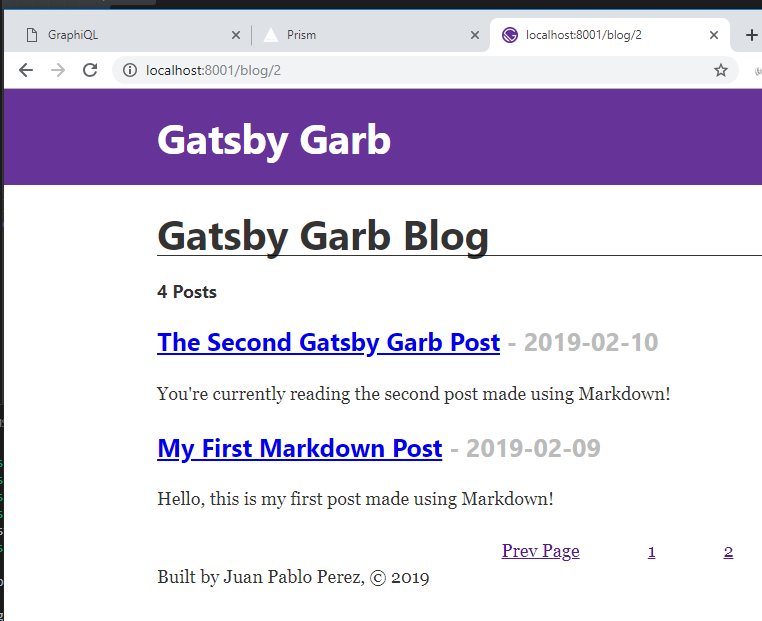 GraphiQL
Prism
localhost:8001/blog/2
localhost:8001/blog/2
Gatsby Garb
Gatsby Garb Blog
4 Posts
The Second Gatsby Garb Post - 2019-02-10
You're currently reading the second post made using Markdown!
My First Markdown Post - 2019-02-09
Hello, this is my first post made using Markdown!
Prev Page 1 2
Built by Juan Pablo Perez, © 2019